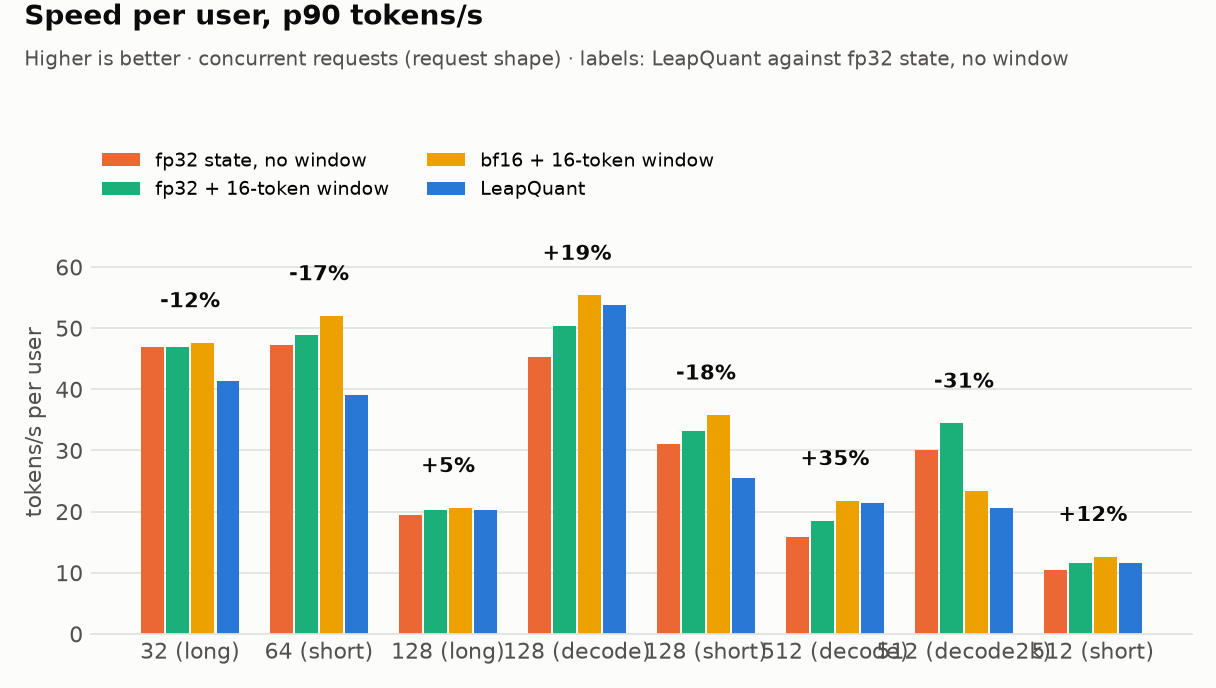 Speed per user, p90 tokens/s
Higher is better · concurrent requests (request shape) · labels: LeapQuant against fp32 state, no window
fp32 state, no window
bf16 + 16-token window
fp32 + 16-token window
LeapQuant
tokens/s per user
60
50
40
30
20
10
0
-12%
-17%
+5%
+19%
-18%
+35%
-31%
+12%
32 (long)
64 (short)
128 (long)
128 (decode)
128 (short)
512 (decode)
512 (decode2k)
512 (short)